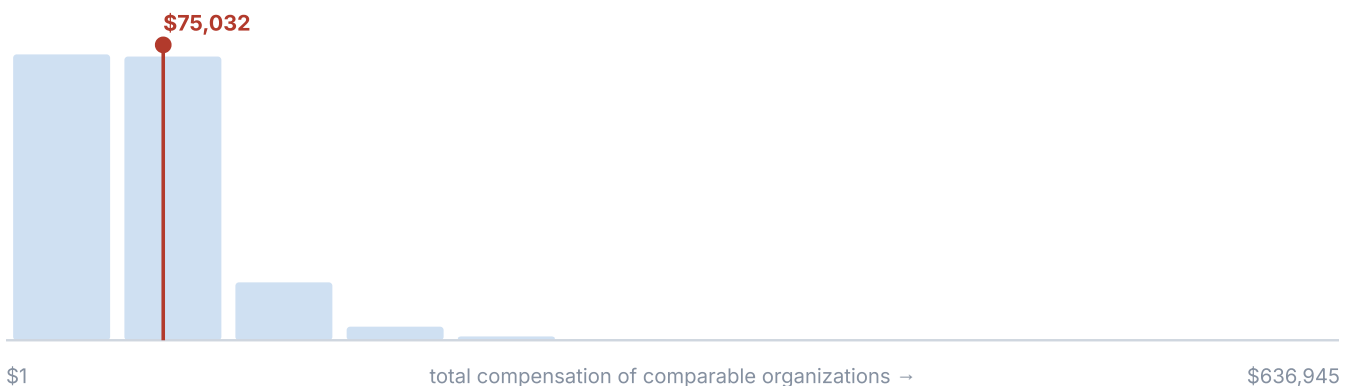 $75,032
$1 total compensation of comparable organizations → $636,945